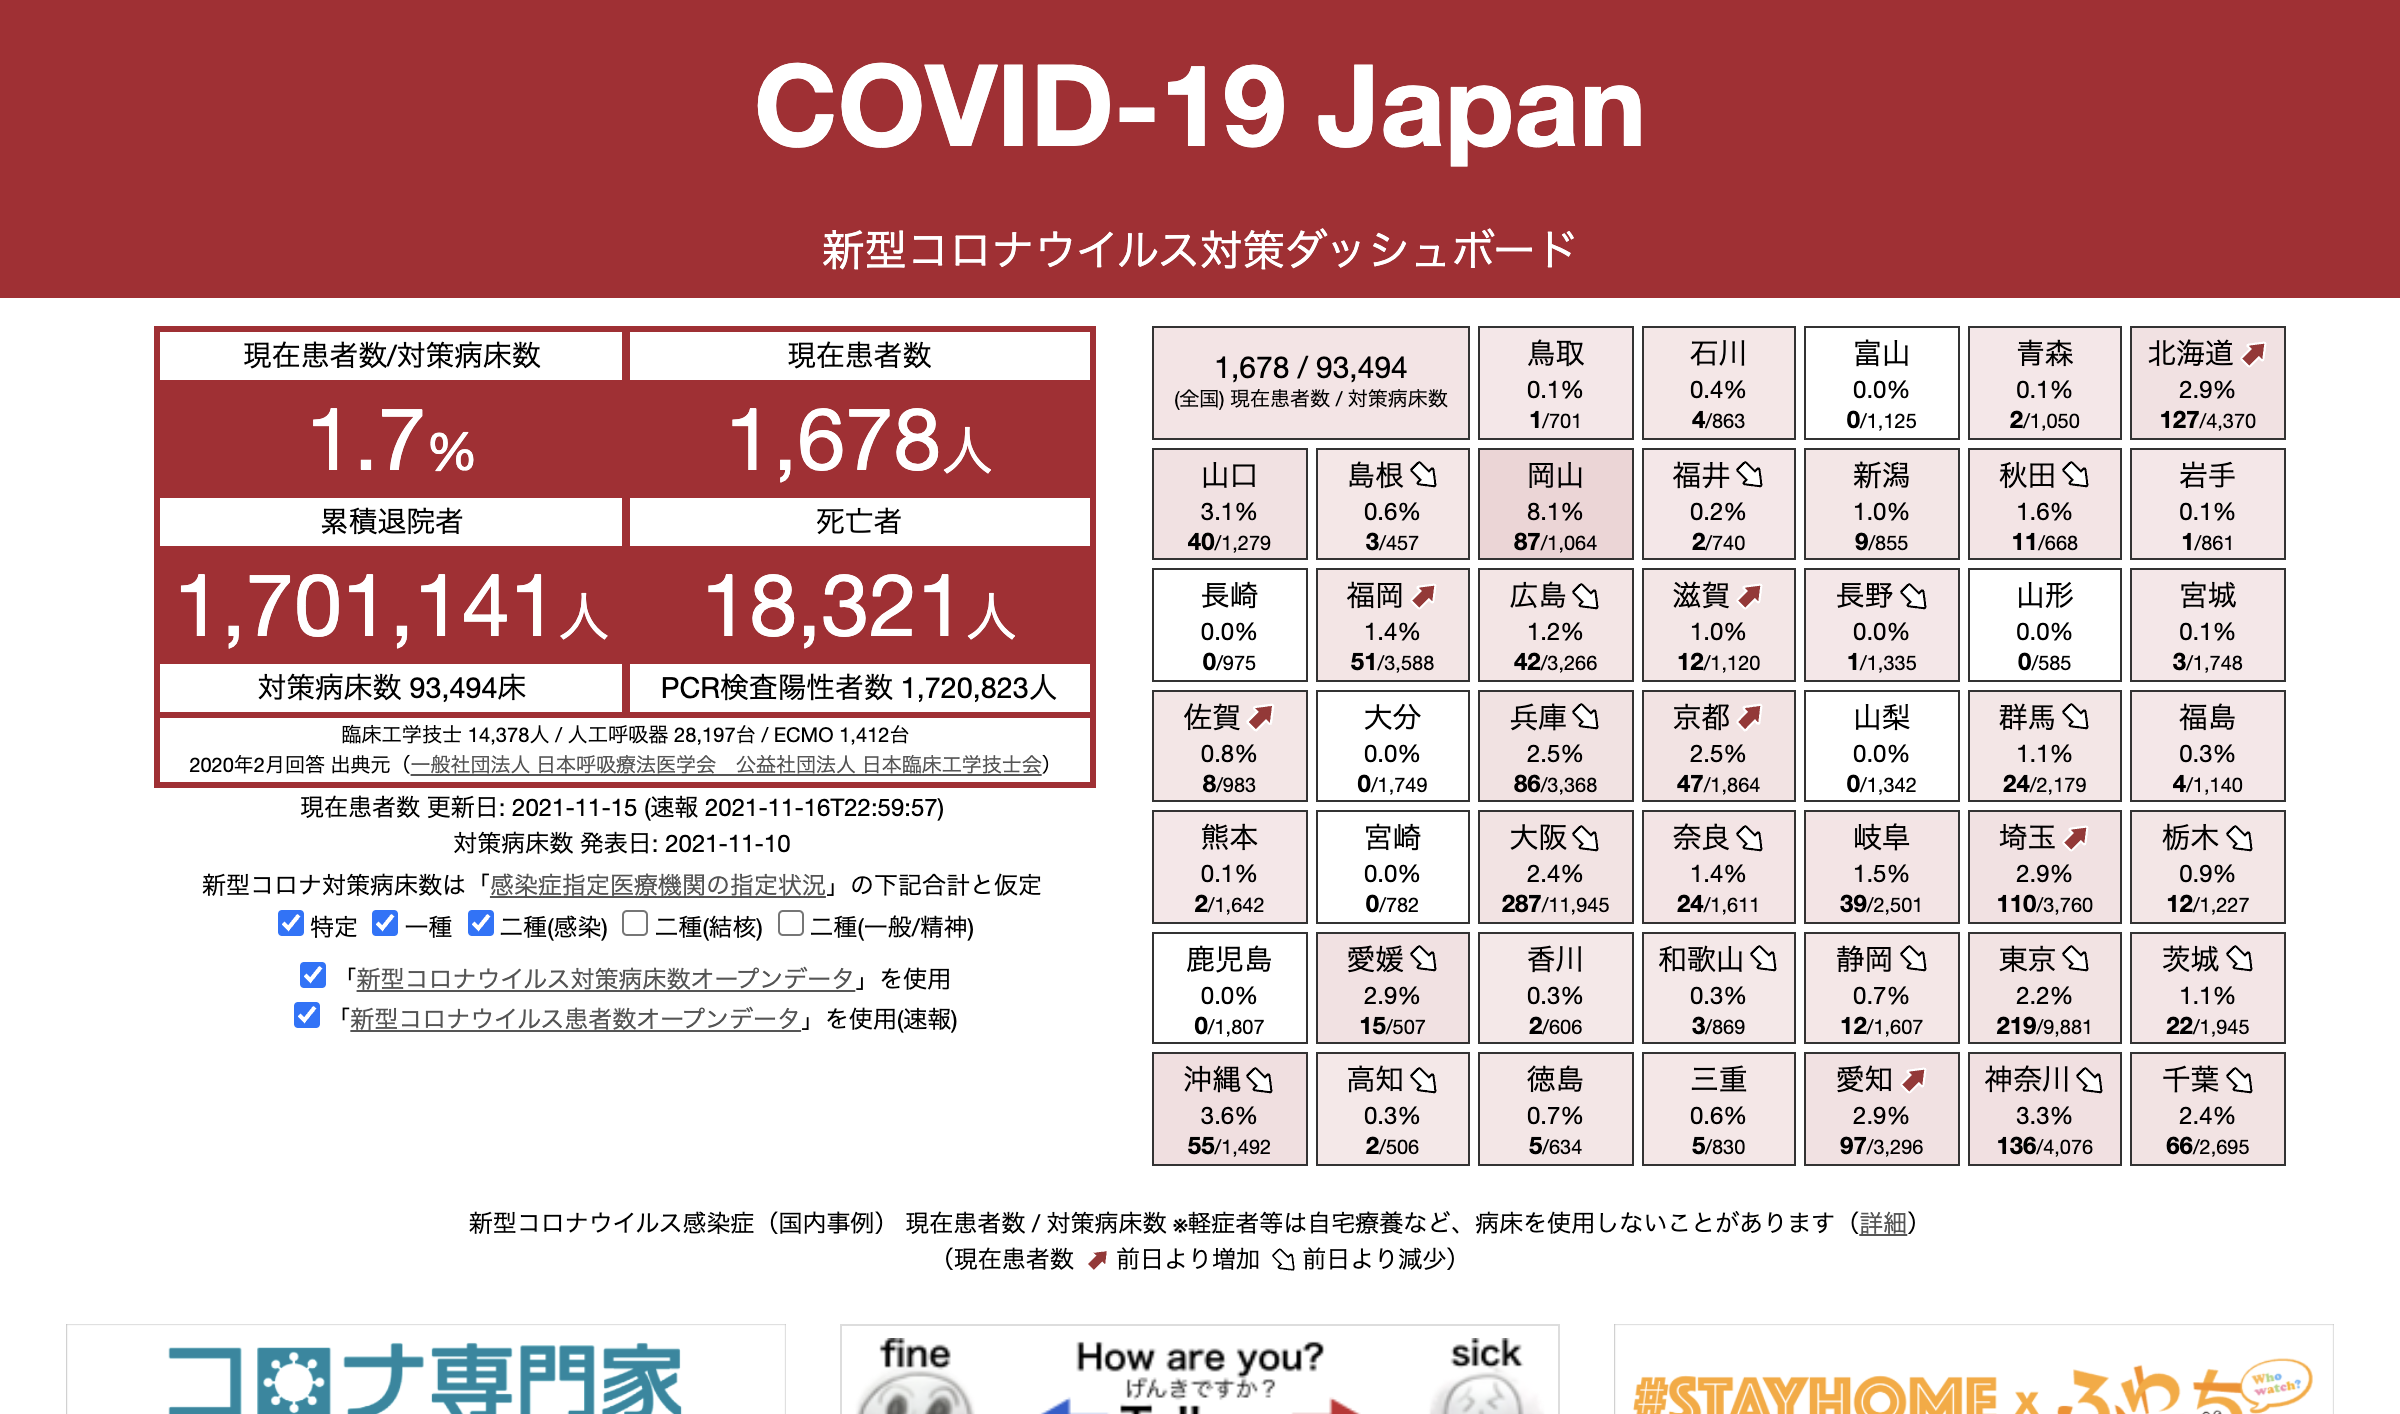 COVID-19 Japan
新型コロナウイルス対策ダッシュボード
現在患者数/対策病床数
現在患者数
1.7%
1,678人
累積退院者
死亡者
1,701,141人
18,321人
対策病床数 93,494床
PCR検査陽性者数 1,720,823人
臨床工学技士 14,378人 / 人工呼吸器 28,197台 / ECMO 1,412台
2020年2月回答 出典元（一般社団法人 日本呼吸療法医学会　公益社団法人 日本臨床工学技士会）
現在患者数 更新日: 2021-11-15 (速報 2021-11-16T22:59:57)
対策病床数 発表日: 2021-11-10
新型コロナ対策病床数は「感染症指定医療機関の指定状況」の下記合計と仮定
特定 一種 二種(感染) 二種(結核) 二種(一般/精神)
「新型コロナウイルス対策病床数オープンデータ」を使用
「新型コロナウイルス患者数オープンデータ」を使用(速報)
1,678 / 93,494
(全国) 現在患者数 / 対策病床数
鳥取
0.1%
1/701
石川
0.4%
4/863
富山
0.0%
0/1,125
青森
0.1%
2/1,050
北海道
2.9%
127/4,370
山口
3.1%
40/1,279
島根
0.6%
3/457
岡山
8.1%
87/1,064
福井
0.2%
2/740
新潟
1.0%
9/855
秋田
1.6%
11/668
岩手
0.1%
1/861
長崎
0.0%
0/975
福岡
1.4%
51/3,588
広島
1.2%
42/3,266
滋賀
1.0%
12/1,120
長野
0.0%
1/1,335
山形
0.0%
0/585
宮城
0.1%
3/1,748
佐賀
0.8%
8/983
大分
0.0%
0/1,749
兵庫
2.5%
86/3,368
京都
2.5%
47/1,864
山梨
0.0%
0/1,342
群馬
1.1%
24/2,179
福島
0.3%
4/1,140
熊本
0.1%
2/1,642
宮崎
0.0%
0/782
大阪
2.4%
287/11,945
奈良
1.4%
24/1,611
岐阜
1.5%
39/2,501
埼玉
2.9%
110/3,760
栃木
0.9%
12/1,227
鹿児島
0.0%
0/1,807
愛媛
2.9%
15/507
香川
0.3%
2/606
和歌山
0.3%
3/869
静岡
0.7%
12/1,607
東京
2.2%
219/9,881
茨城
1.1%
22/1,945
沖縄
3.6%
55/1,492
高知
0.3%
2/506
徳島
0.7%
5/634
三重
0.6%
5/830
愛知
2.9%
97/3,296
神奈川
3.3%
136/4,076
千葉
2.4%
66/2,695
新型コロナウイルス感染症（国内事例） 現在患者数 / 対策病床数 ※軽症者等は自宅療養など、病床を使用しないことがあります（詳細）
（現在患者数 前日より増加 前日より減少）
コロナ専門家
fine
How are you?
sick
げんきですか？
#STAYHOME x ふわち
Who watch?